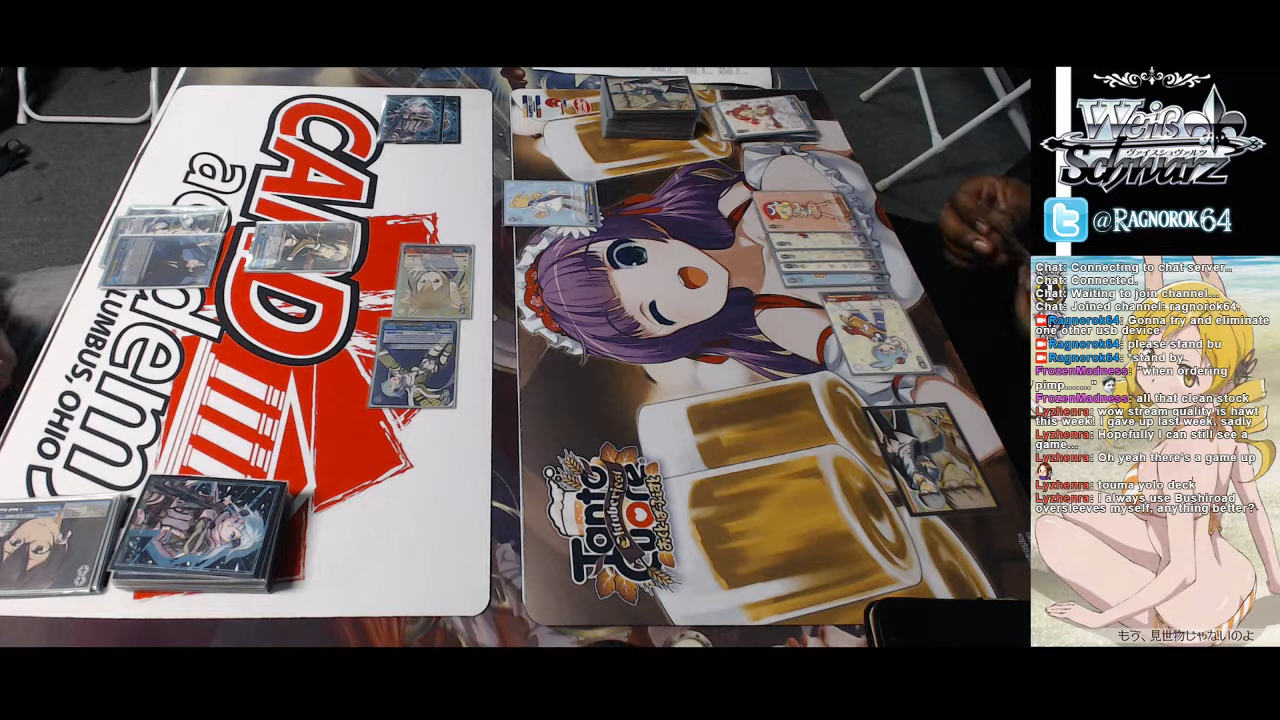 CARD
academ
COLUMBUS, OHIO
Tanto
Oktoberfest
Cuore
Weiß
ヴァイスシュヴァルツ
Schwarz
@RAGNOROK64
Chat: Connecting to chat server..
Chat: Connected.
Chat: Waiting to join channel...
Chat: Joined channel: ragnorok64.
Ragnorok64: Gonna try and eliminate
one other usb device
Ragnorok64: please stand bu
Ragnorok64: *stand by
FrozenMadness: "when ordering
pimp......."
FrozenMadness: all that clean stock
Lyzhenra: wow stream quality is hawt
this week! I gave up last week, sadly
Lyzhenra: Hopefully I can still see a
game...
Lyzhenra: Oh yeah there's a game up
Lyzhenra: touma yolo deck
Lyzhenra: I always use Bushiroad
oversleeves myself, anything better?
もう、見世物じゃないのよ